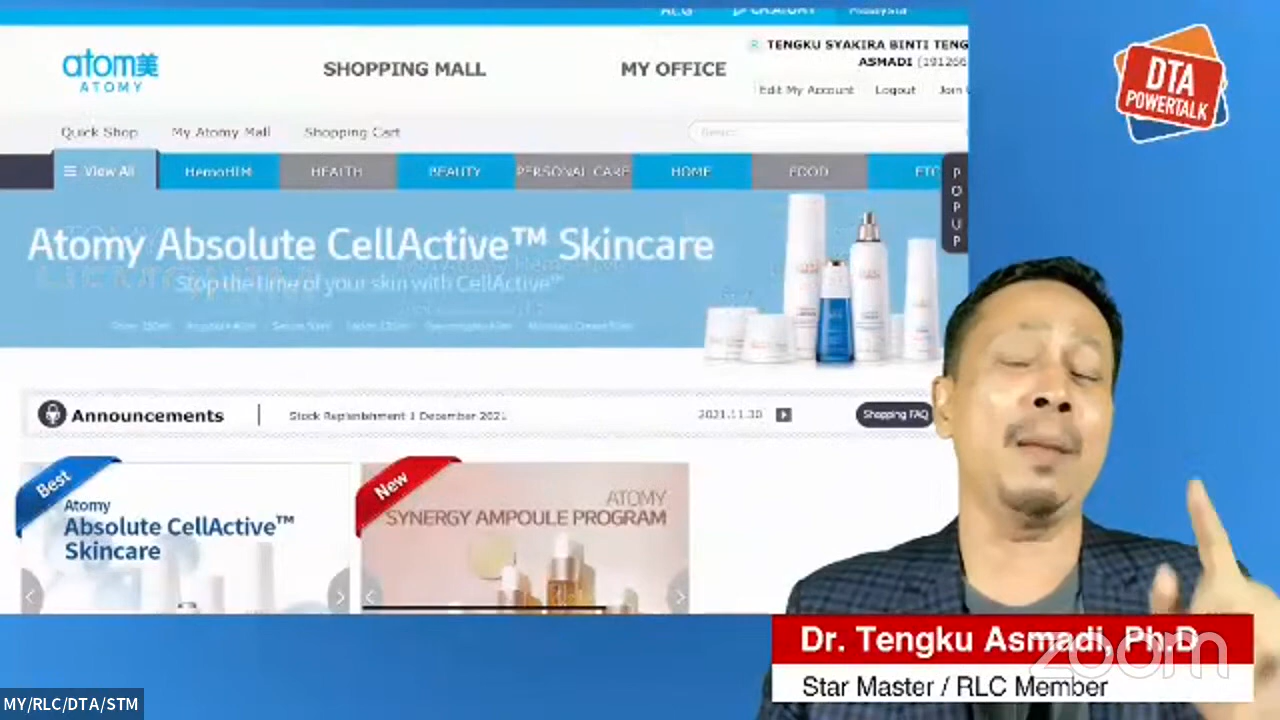 atom美
ATOMY
SHOPPING MALL
MY OFFICE
R TENGKU SYAKIRA BINTI TENG
ASMADI (191266
Edit My Account
Logout
Join
DTA
POWERTALK
Quick Shop
My Atomy Mall
Shopping Cart
View All
HemoHIM
HEALTH
BEAUTY
PERSONAL CARE
HOME
FOOD
ETC
POPUP
Atomy Absolute CellActive™ Skincare
Stop the time of your skin with CellActive™
Announcements
Stock Replenishment 1 December 2021
2021.11.30
Shopping FAQ
Best
Atomy
Absolute CellActive™
Skincare
New
ATOMY
SYNERGY AMPOULE PROGRAM
Dr. Tengku Asmadi, Ph.D
zoom
Star Master / RLC Member
MY/RLC/DTA/STM